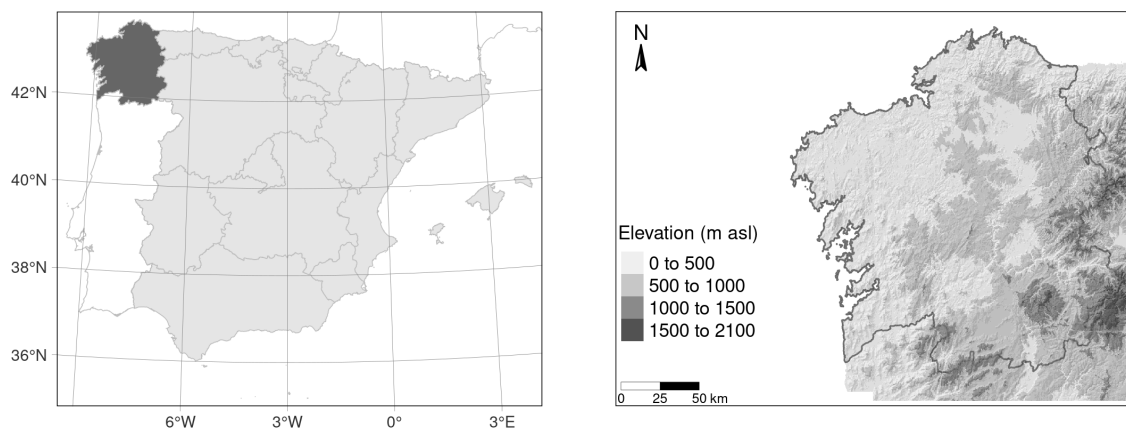 42°N
40°N
38°N
36°N
6°W 3°W 0° 3°E
N
Elevation (m asl)
0 to 500
500 to 1000
1000 to 1500
1500 to 2100
0 25 50 km